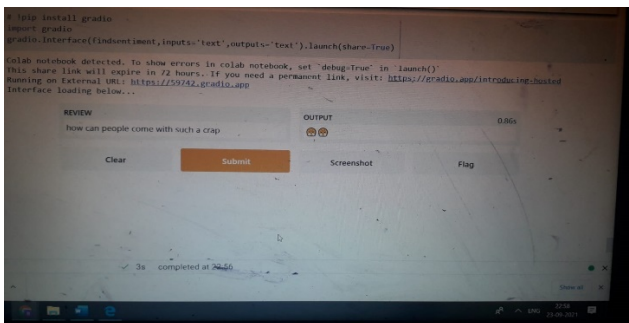 # !pip install gradio
import gradio
gradio.Interface(findsentiment,inputs='text',outputs='text').launch(share=True)
Colab notebook detected. To show errors in colab notebook, set `debug=True` in `launch()`
This share link will expire in 72 hours. If you need a permanent link, visit: https://gradio.app/introducing-hosted
Running on External URL: https://59742.gradio.app
Interface loading below...
REVIEW
how can people come with such a crap
OUTPUT
0.86s
Clear
Submit
Screenshot
Flag
✓ 3s completed at 22:56
Show all
ENG
22:58
23-09-2021